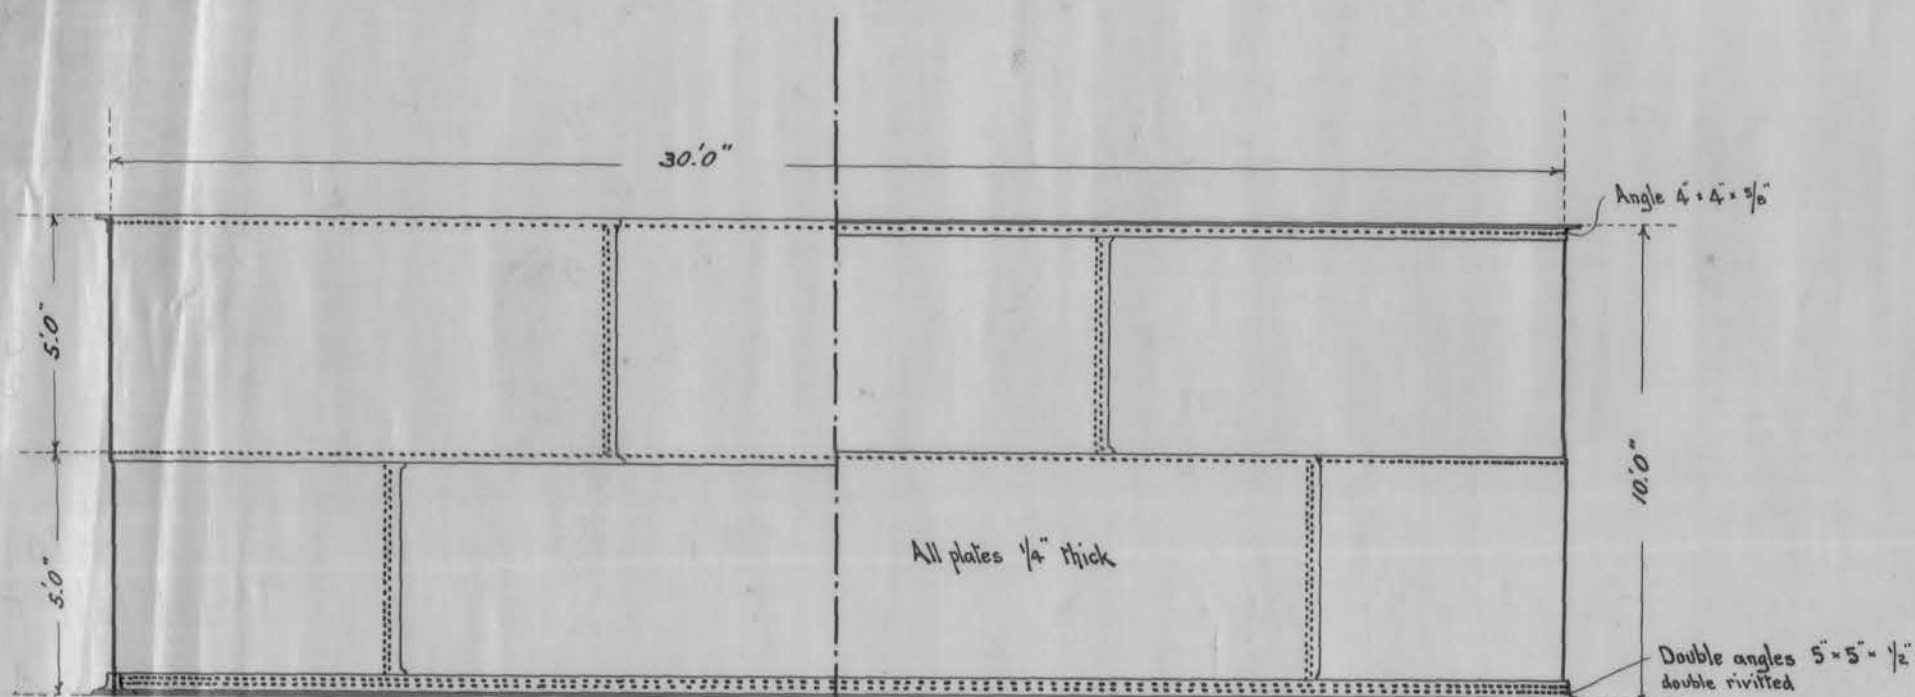 30.'0"
Angle 4" × 4" × 5/8"
5.'0"
10.'0"
5.'0"
All plates 1/4" thick
Double angles 5" × 5" × 1/2"
double rivitted